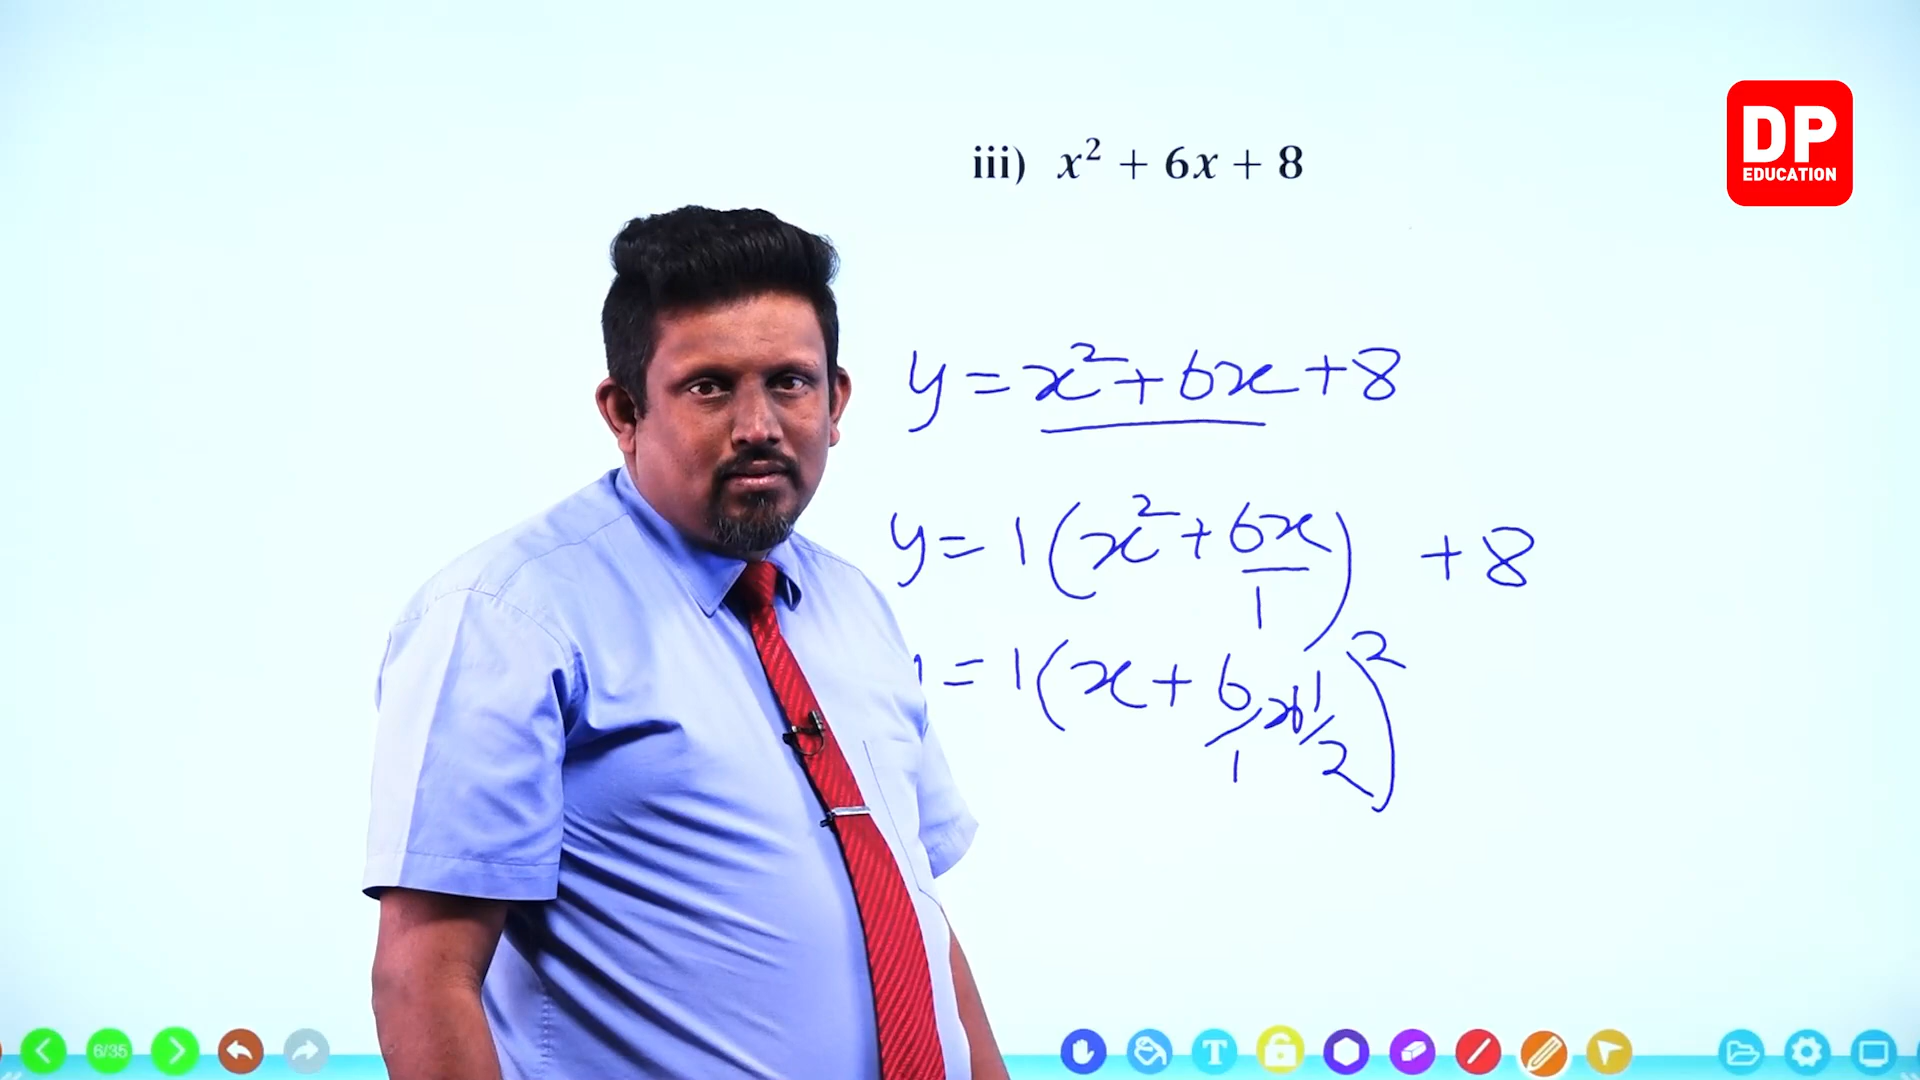 DP
EDUCATION
iii) x² + 6x + 8
y = x² + 6x + 8
y = 1(x² + 6x/1) + 8
= 1(x + 6/1 × 1/2)²
6/35
T